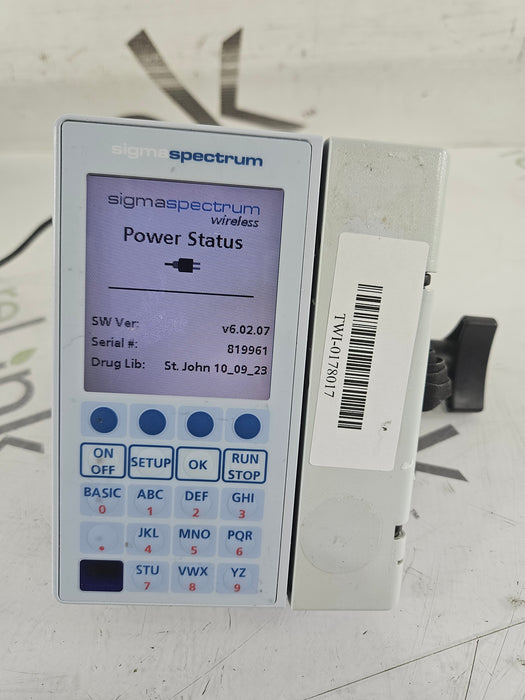 sigmaspectrum
sigmaspectrum
wireless
Power Status
SW Ver: v6.02.07
Serial #: 819961
Drug Lib: St. John 10_09_23
ON OFF
SETUP
OK
RUN STOP
BASIC 0
ABC 1
DEF 2
GHI 3
.
JKL 4
MNO 5
PQR 6
STU 7
VWX 8
YZ 9
TWI-0178017